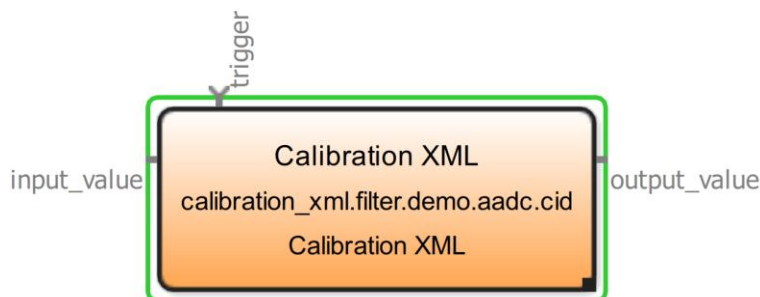 trigger
Calibration XML
input_value
output_value
calibration_xml.filter.demo.aadc.cid
Calibration XML